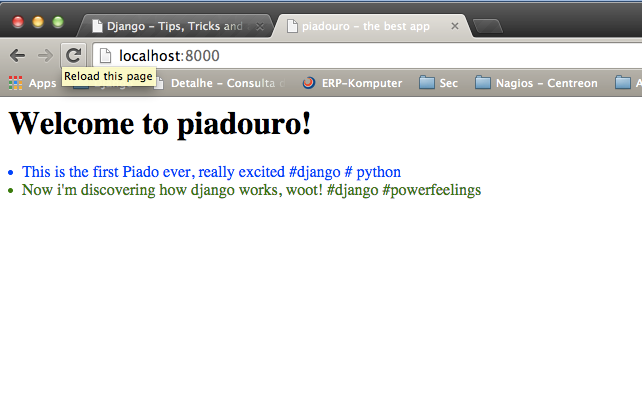 Django – Tips, Tricks and
piadouro – the best app
localhost:8000
Reload this page
Apps
Detalhe – Consulta
ERP-Komputer
Sec
Nagios – Centreon
A
Welcome to piadouro!
This is the first Piado ever, really excited #django # python
Now i'm discovering how django works, woot! #django #powerfeelings